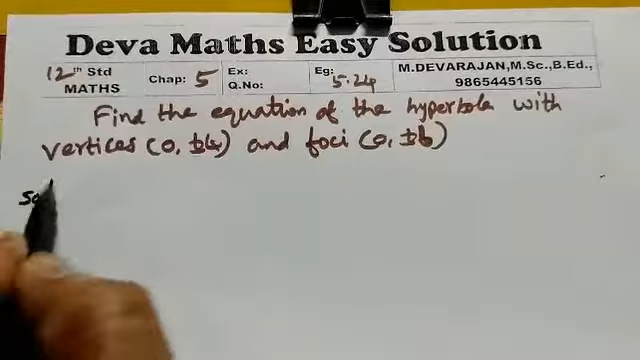 Deva Maths Easy Solution
12th Std MATHS Chap: 5 Ex: Q.No: Eg: 5.24 M.DEVARAJAN,M.Sc.,B.Ed., 9865445156
Find the equation of the hyperbola with
vertices (0, ±4) and foci (0, ±6)
So